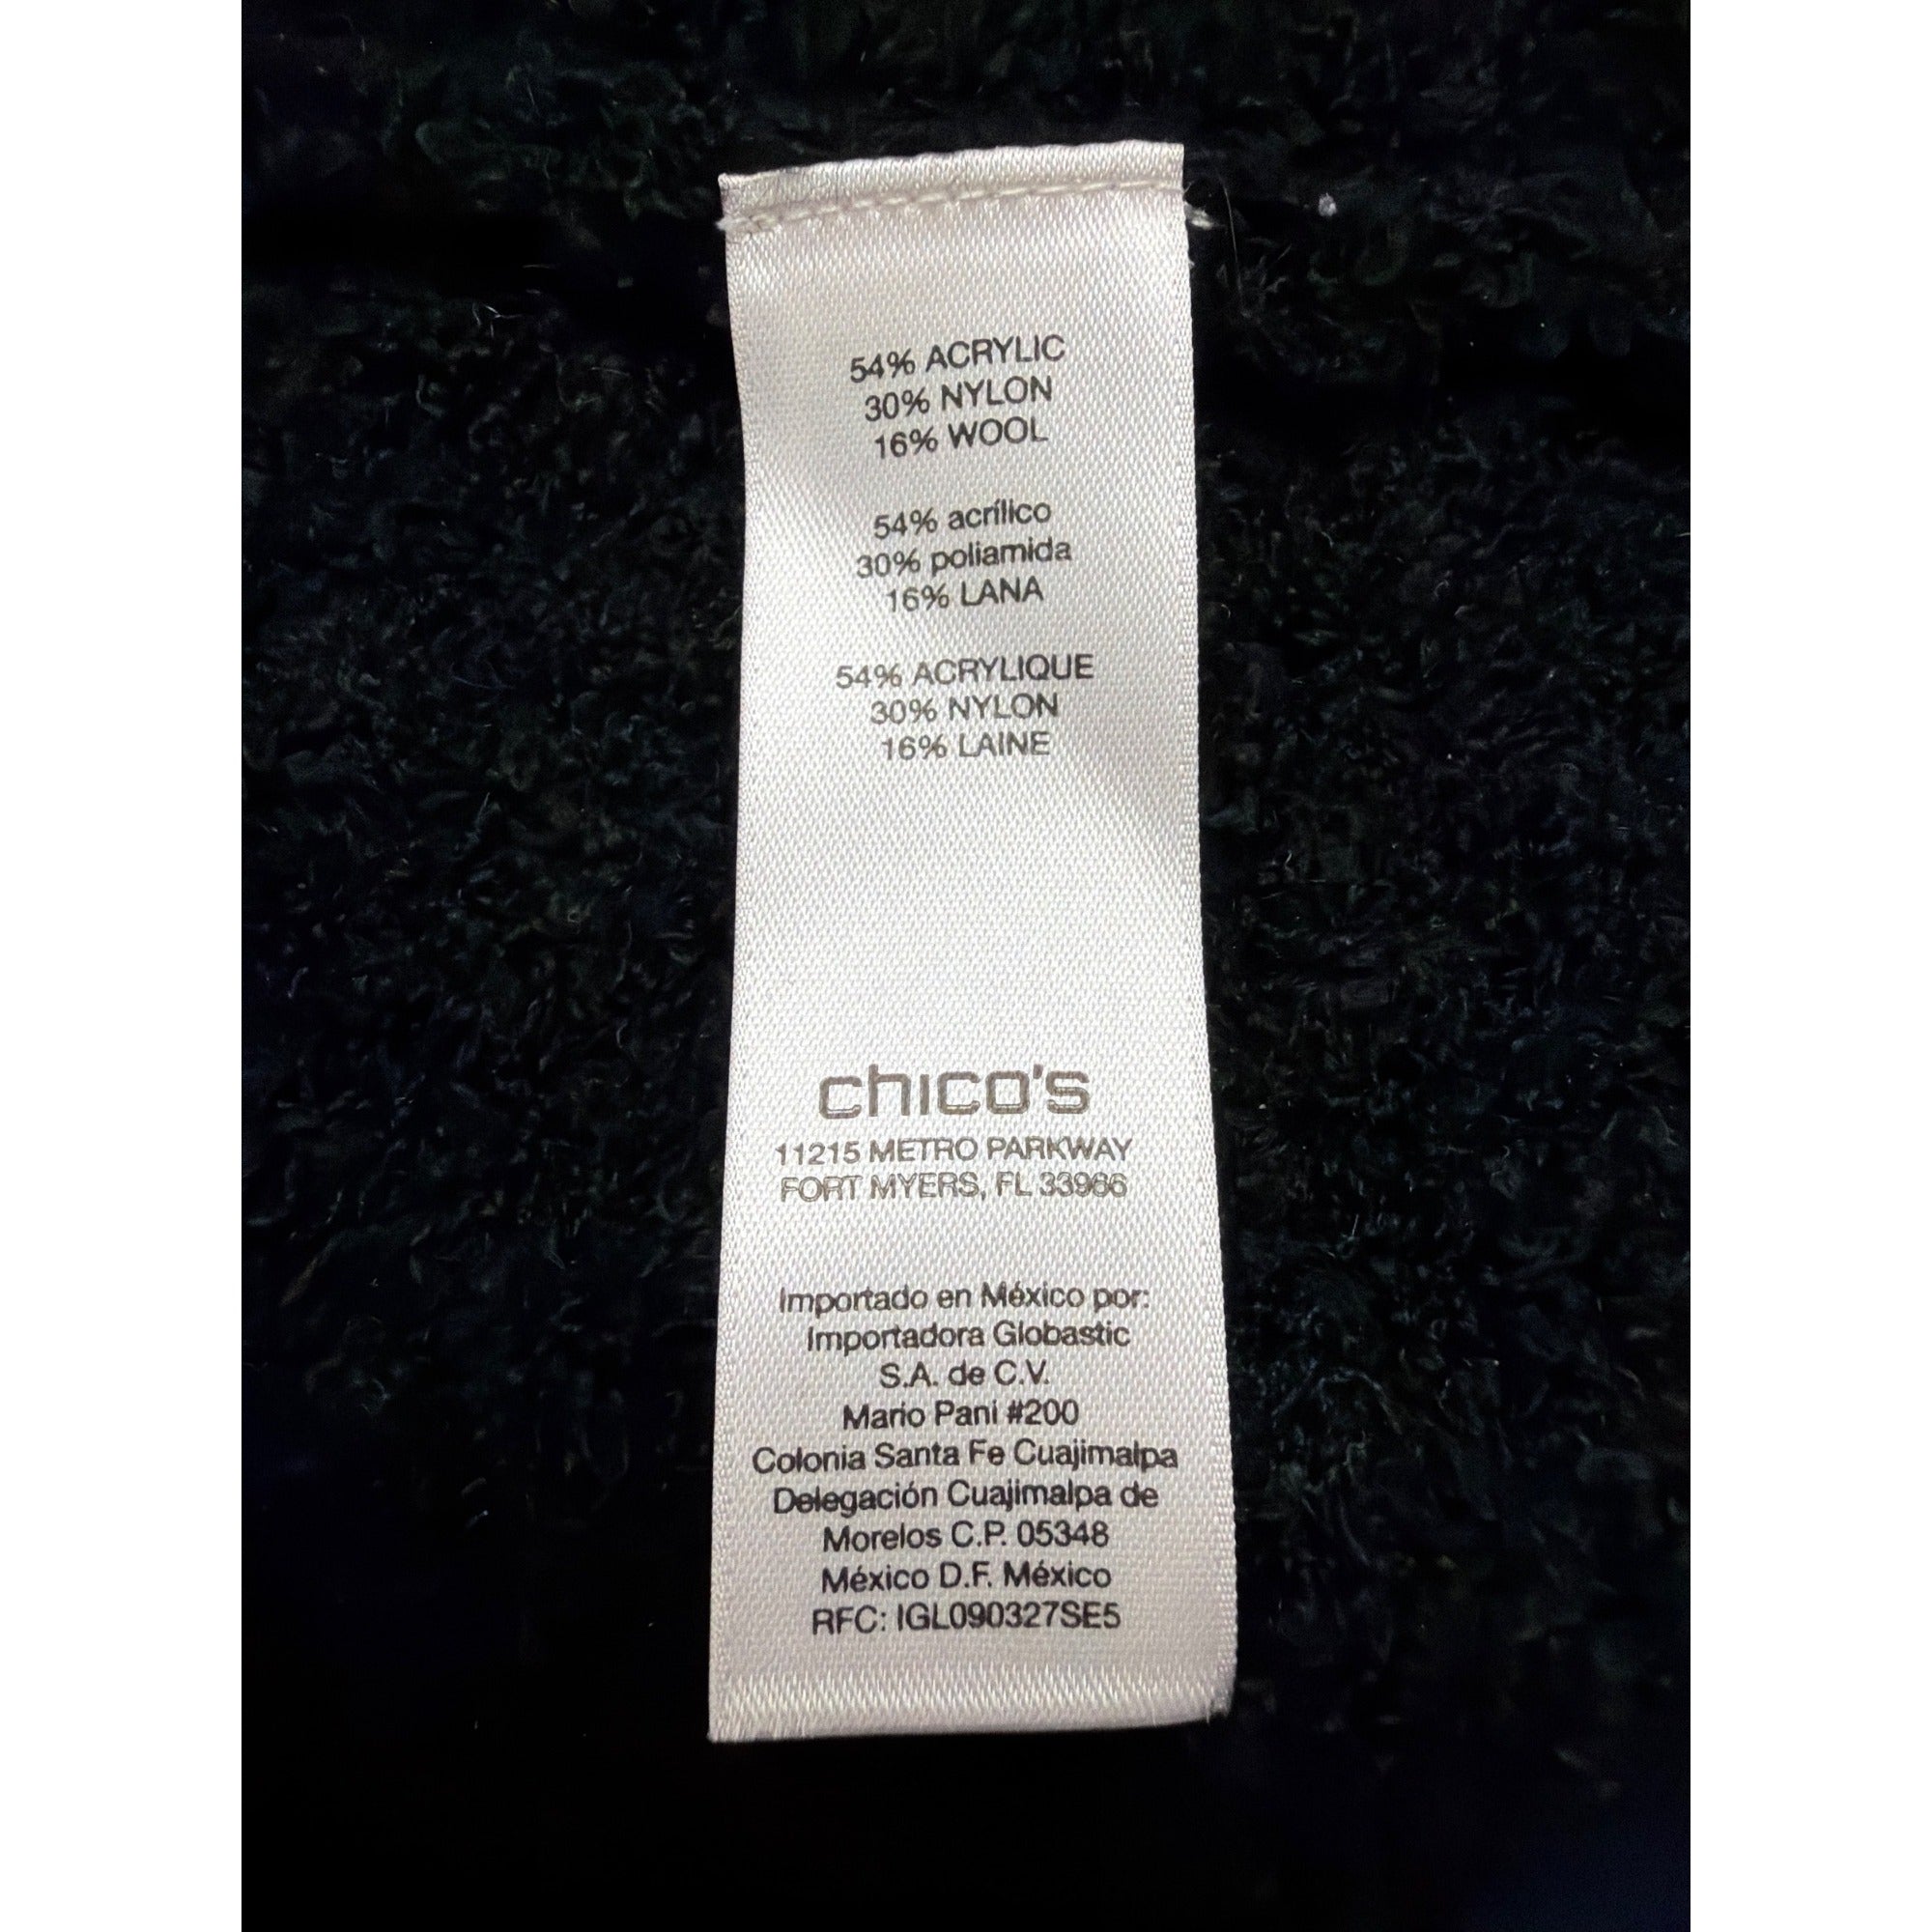 54% ACRYLIC
30% NYLON
16% WOOL
54% acrílico
30% poliamida
16% LANA
54% ACRYLIQUE
30% NYLON
16% LAINE
chico's
11215 METRO PARKWAY
FORT MYERS, FL 33966
Importado en México por:
Importadora Globastic
S.A. de C.V.
Mario Pani #200
Colonia Santa Fe Cuajimalpa
Delegación Cuajimalpa de
Morelos C.P. 05348
México D.F. México
RFC: IGL090327SE5